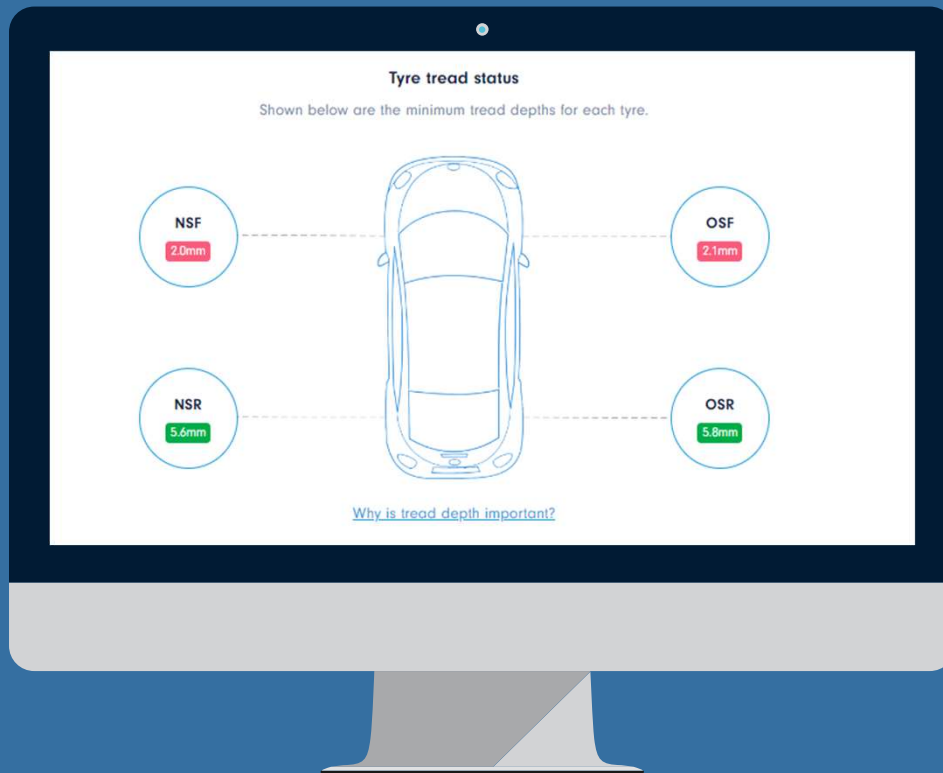 Tyre tread status
Shown below are the minimum tread depths for each tyre.
NSF
2.0mm
OSF
2.1mm
NSR
5.6mm
OSR
5.8mm
Why is tread depth important?